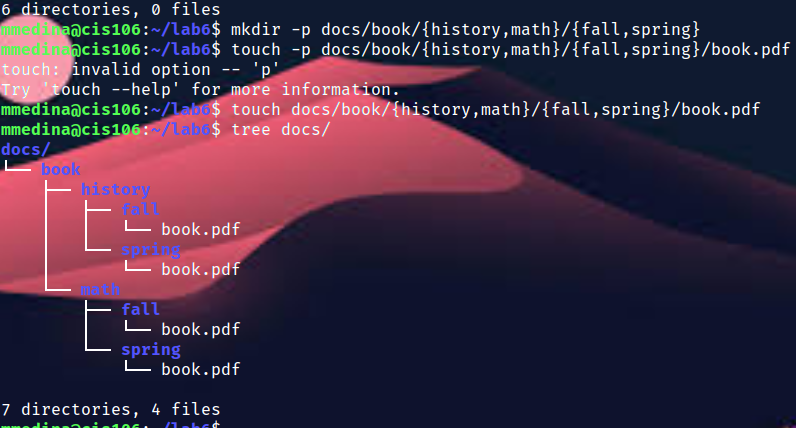 6 directories, 0 files
mmedina@cis106:~/lab6$ mkdir -p docs/book/{history,math}/{fall,spring}
mmedina@cis106:~/lab6$ touch -p docs/book/{history,math}/{fall,spring}/book.pdf
touch: invalid option -- 'p'
Try 'touch --help' for more information.
mmedina@cis106:~/lab6$ touch docs/book/{history,math}/{fall,spring}/book.pdf
mmedina@cis106:~/lab6$ tree docs/
docs/
└── book
    ├── history
    │   ├── fall
    │   │   └── book.pdf
    │   └── spring
    │       └── book.pdf
    └── math
        ├── fall
        │   └── book.pdf
        └── spring
            └── book.pdf

7 directories, 4 files
mmedina@cis106:~/lab6$